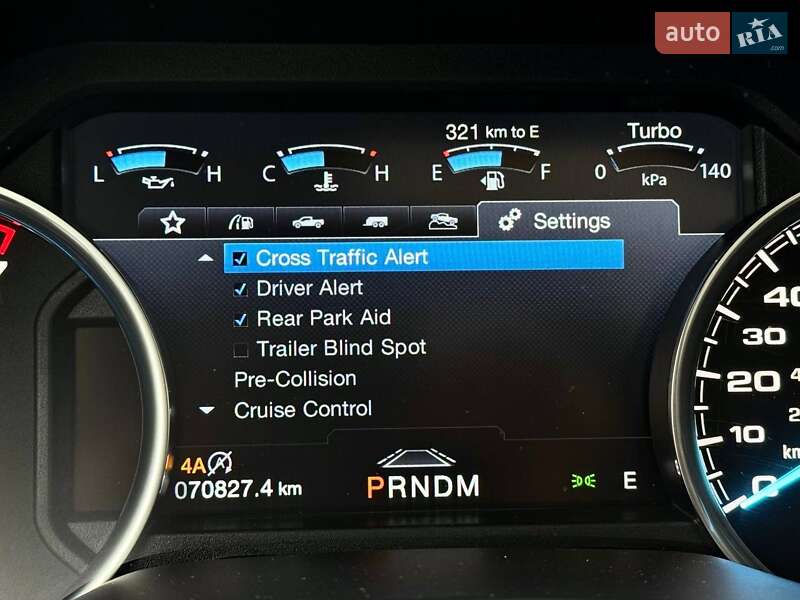 auto RIA .com
321 km to E
Turbo
L H C H E F 0 140
kPa
Settings
Cross Traffic Alert
Driver Alert
Rear Park Aid
Trailer Blind Spot
Pre-Collision
Cruise Control
4A
070827.4 km
PRNDM
E
30
20
10
0